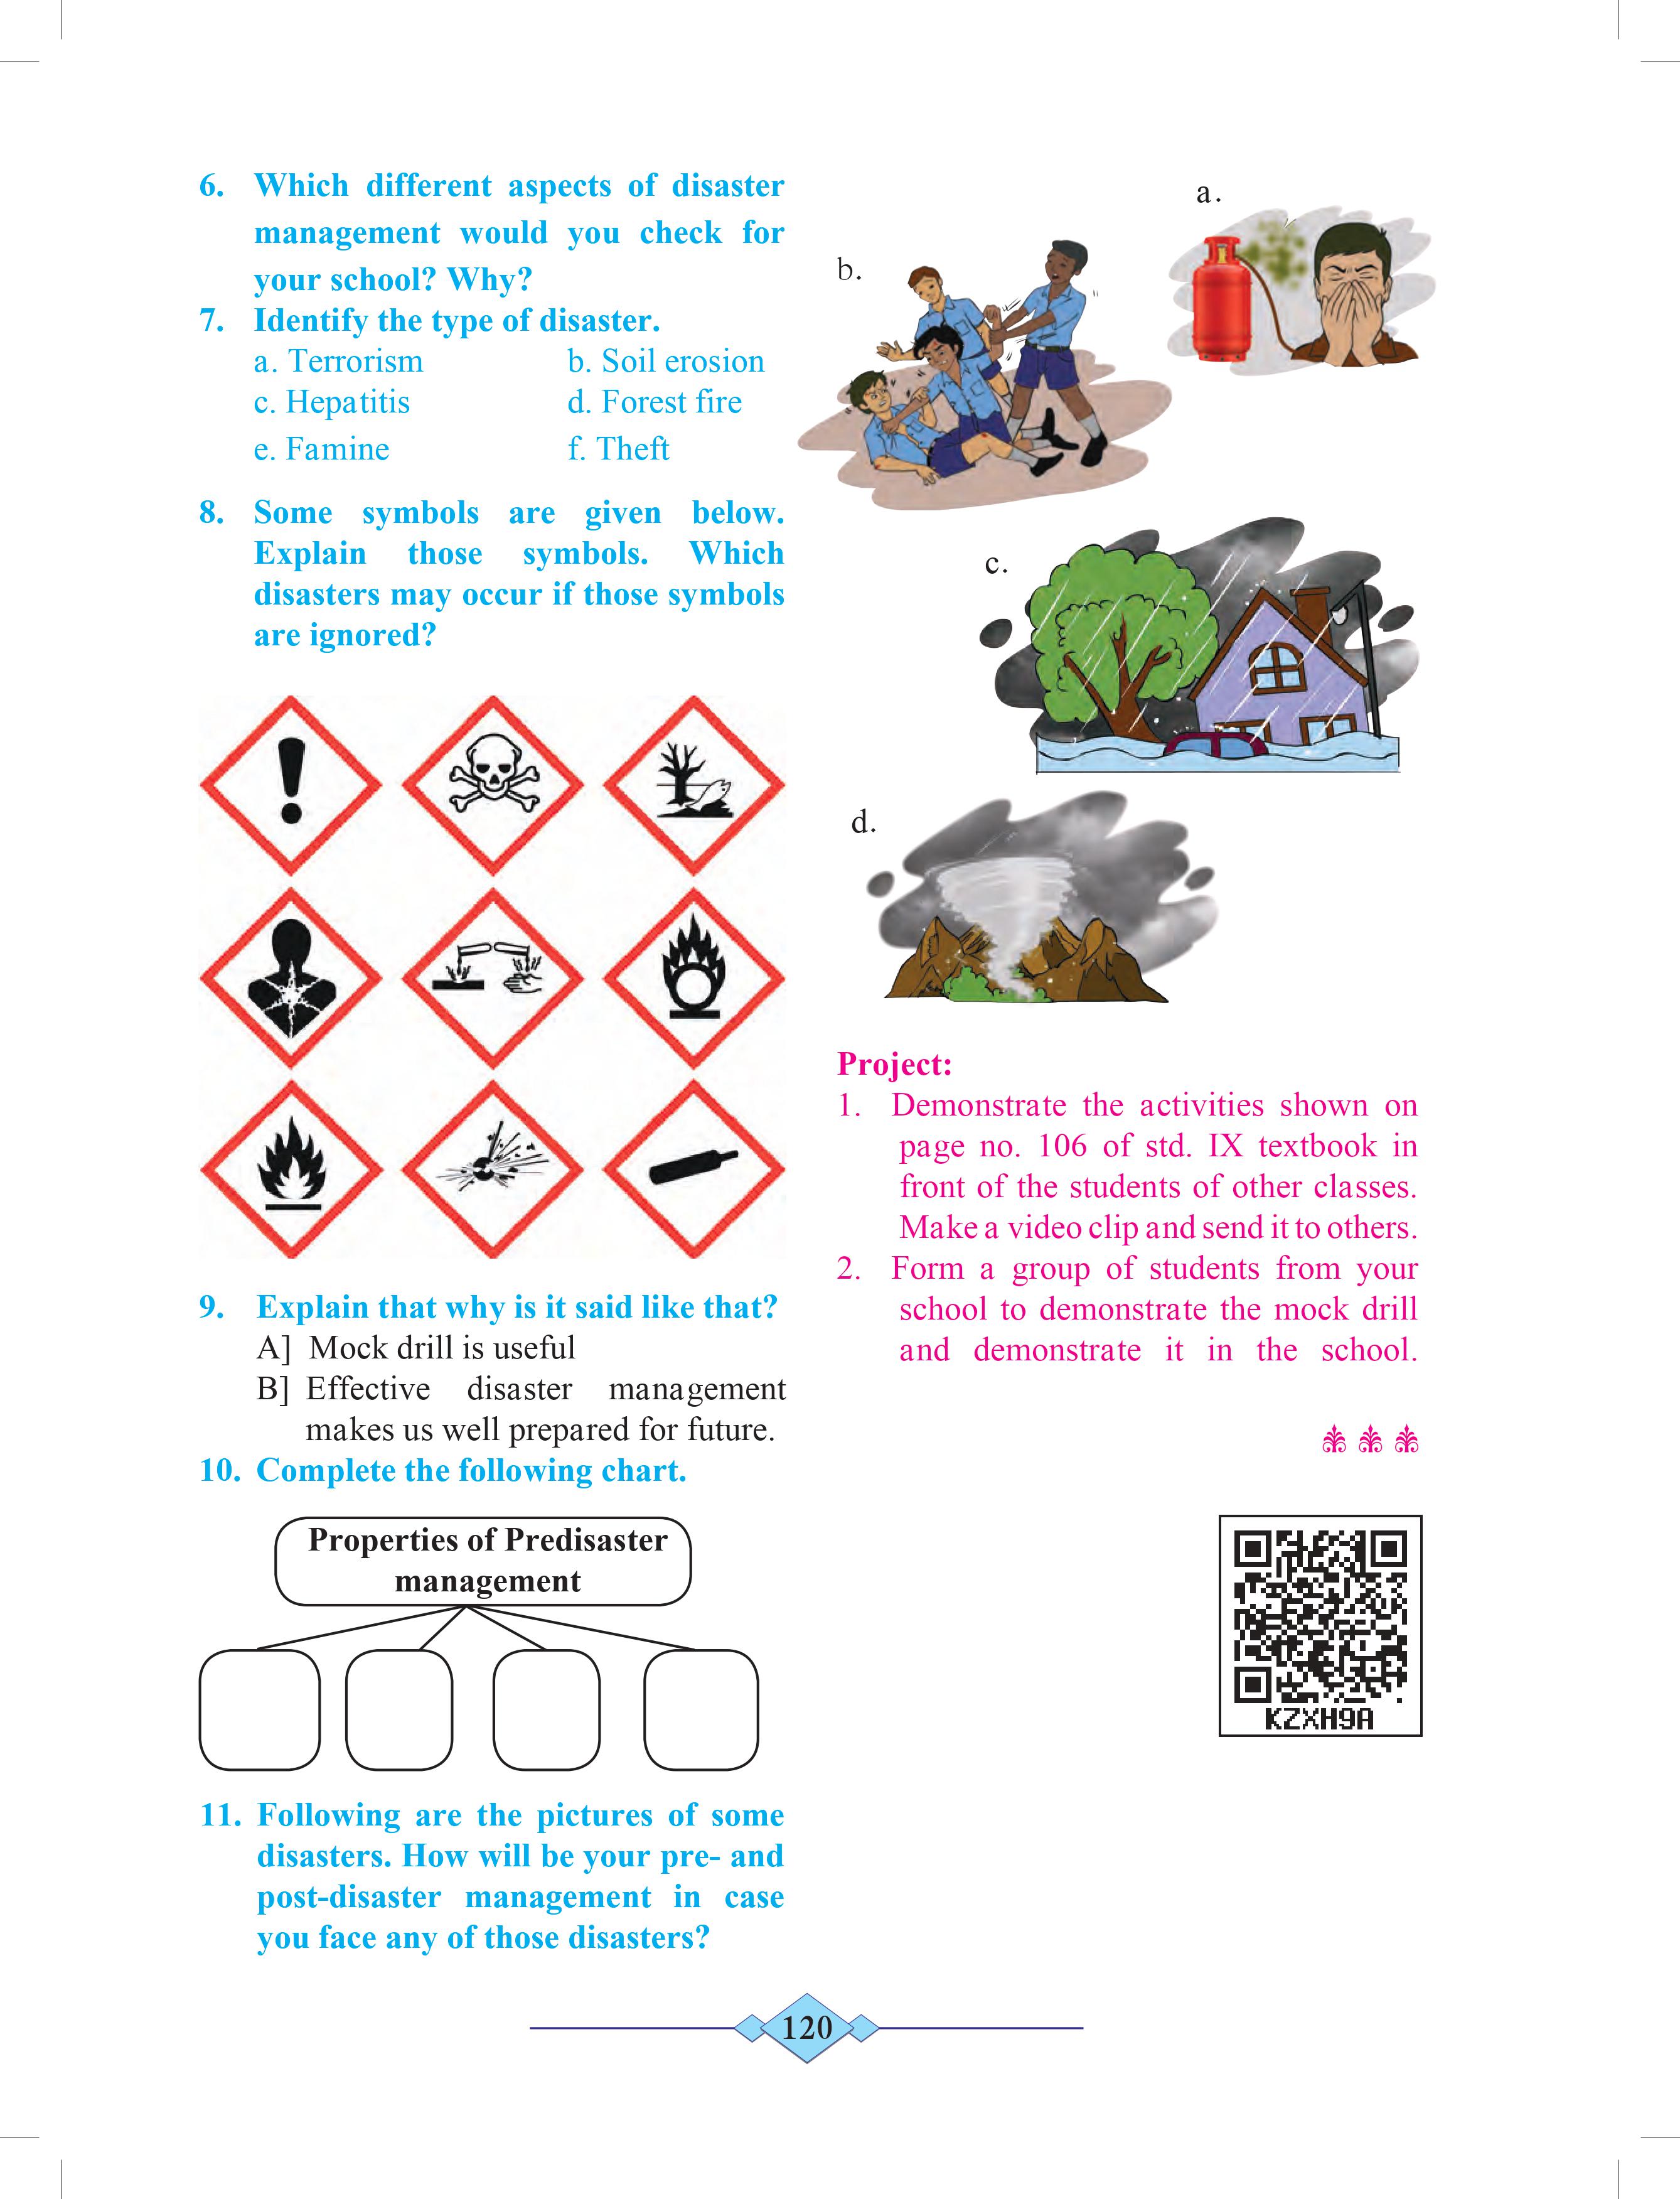 6. Which different aspects of disaster
management would you check for
your school? Why?
7. Identify the type of disaster.
a. Terrorism b. Soil erosion
c. Hepatitis d. Forest fire
e. Famine f. Theft
8. Some symbols are given below.
Explain those symbols. Which
disasters may occur if those symbols
are ignored?
9. Explain that why is it said like that?
A] Mock drill is useful
B] Effective disaster management
makes us well prepared for future.
10. Complete the following chart.
Properties of Predisaster
management
11. Following are the pictures of some
disasters. How will be your pre- and
post-disaster management in case
you face any of those disasters?
a.
b.
c.
d.
Project:
1. Demonstrate the activities shown on
page no. 106 of std. IX textbook in
front of the students of other classes.
Make a video clip and send it to others.
2. Form a group of students from your
school to demonstrate the mock drill
and demonstrate it in the school.
KZXH9A
120